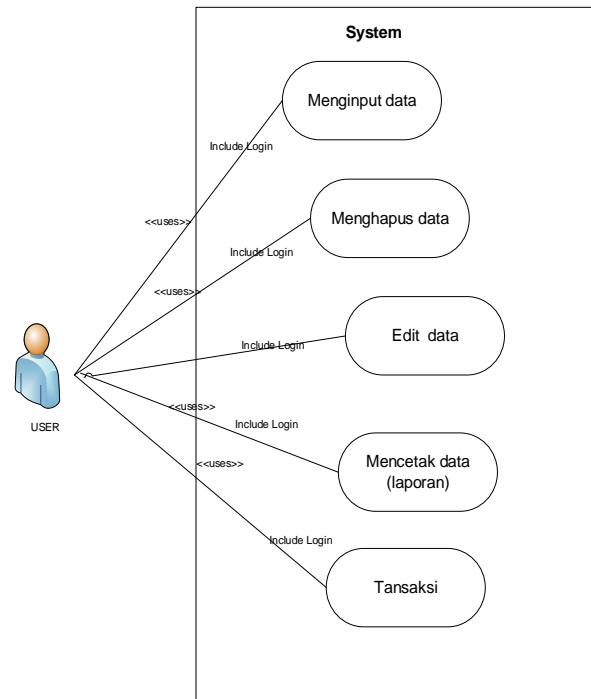 System
Menginput data
Include Login
<<uses>>
Menghapus data
Include Login
<<uses>>
Edit data
Include Login
USER
<<uses>>
Include Login
Mencetak data
(laporan)
<<uses>>
Include Login
Tansaksi